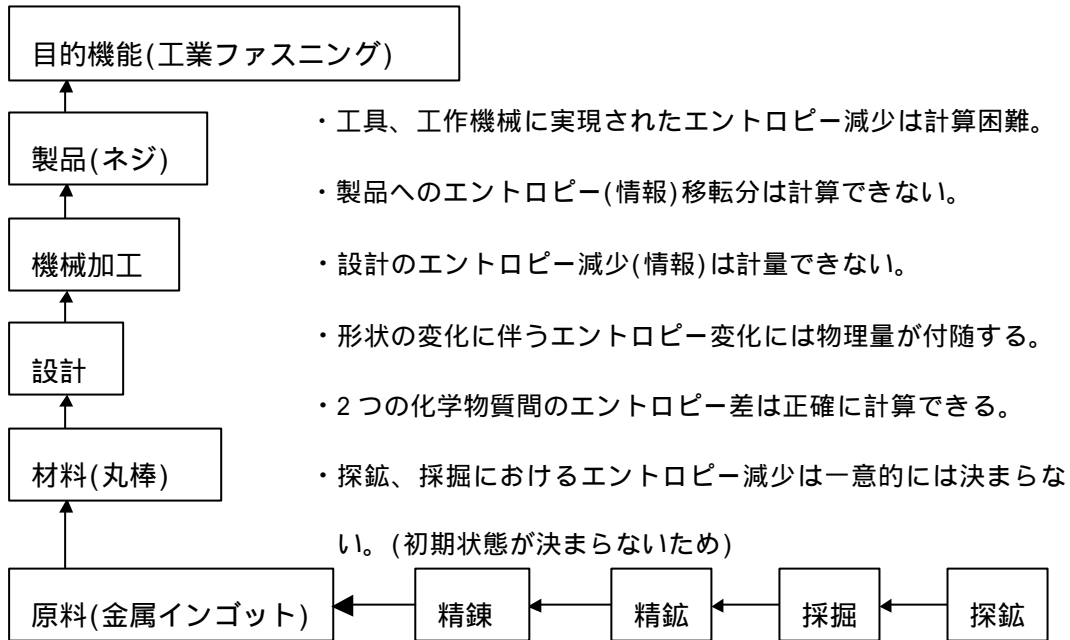 目的機能(工業ファスニング)
・工具、工作機械に実現されたエントロピー減少は計算困難。
製品(ネジ)
・製品へのエントロピー(情報)移転分は計算できない。
機械加工
・設計のエントロピー減少(情報)は計量できない。
・形状の変化に伴うエントロピー変化には物理量が付随する。
設計
・2つの化学物質間のエントロピー差は正確に計算できる。
材料(丸棒)
・探鉱、採掘におけるエントロピー減少は一意的には決まらな
い。(初期状態が決まらないため)
原料(金属インゴット)
精錬
精鉱
採掘
探鉱